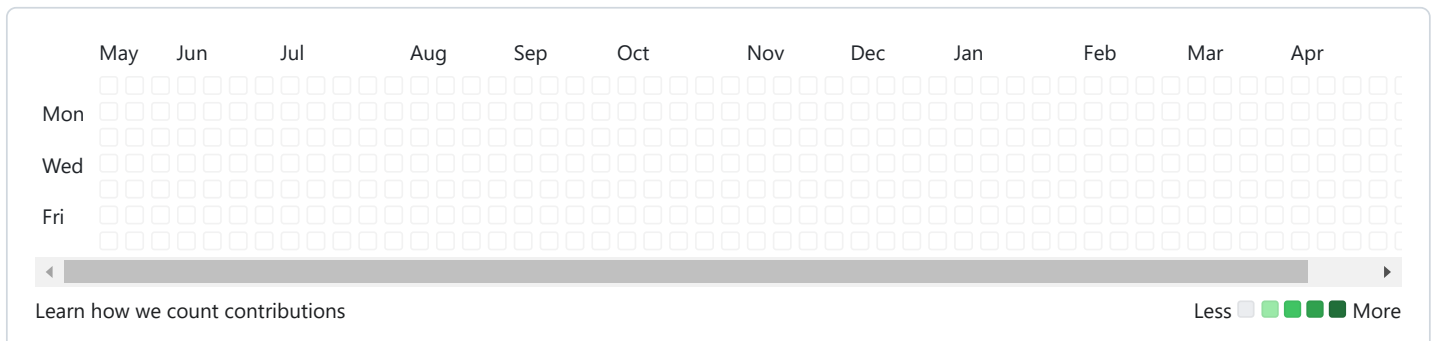 May Jun Jul Aug Sep Oct Nov Dec Jan Feb Mar Apr
Mon
Wed
Fri
Learn how we count contributions Less More